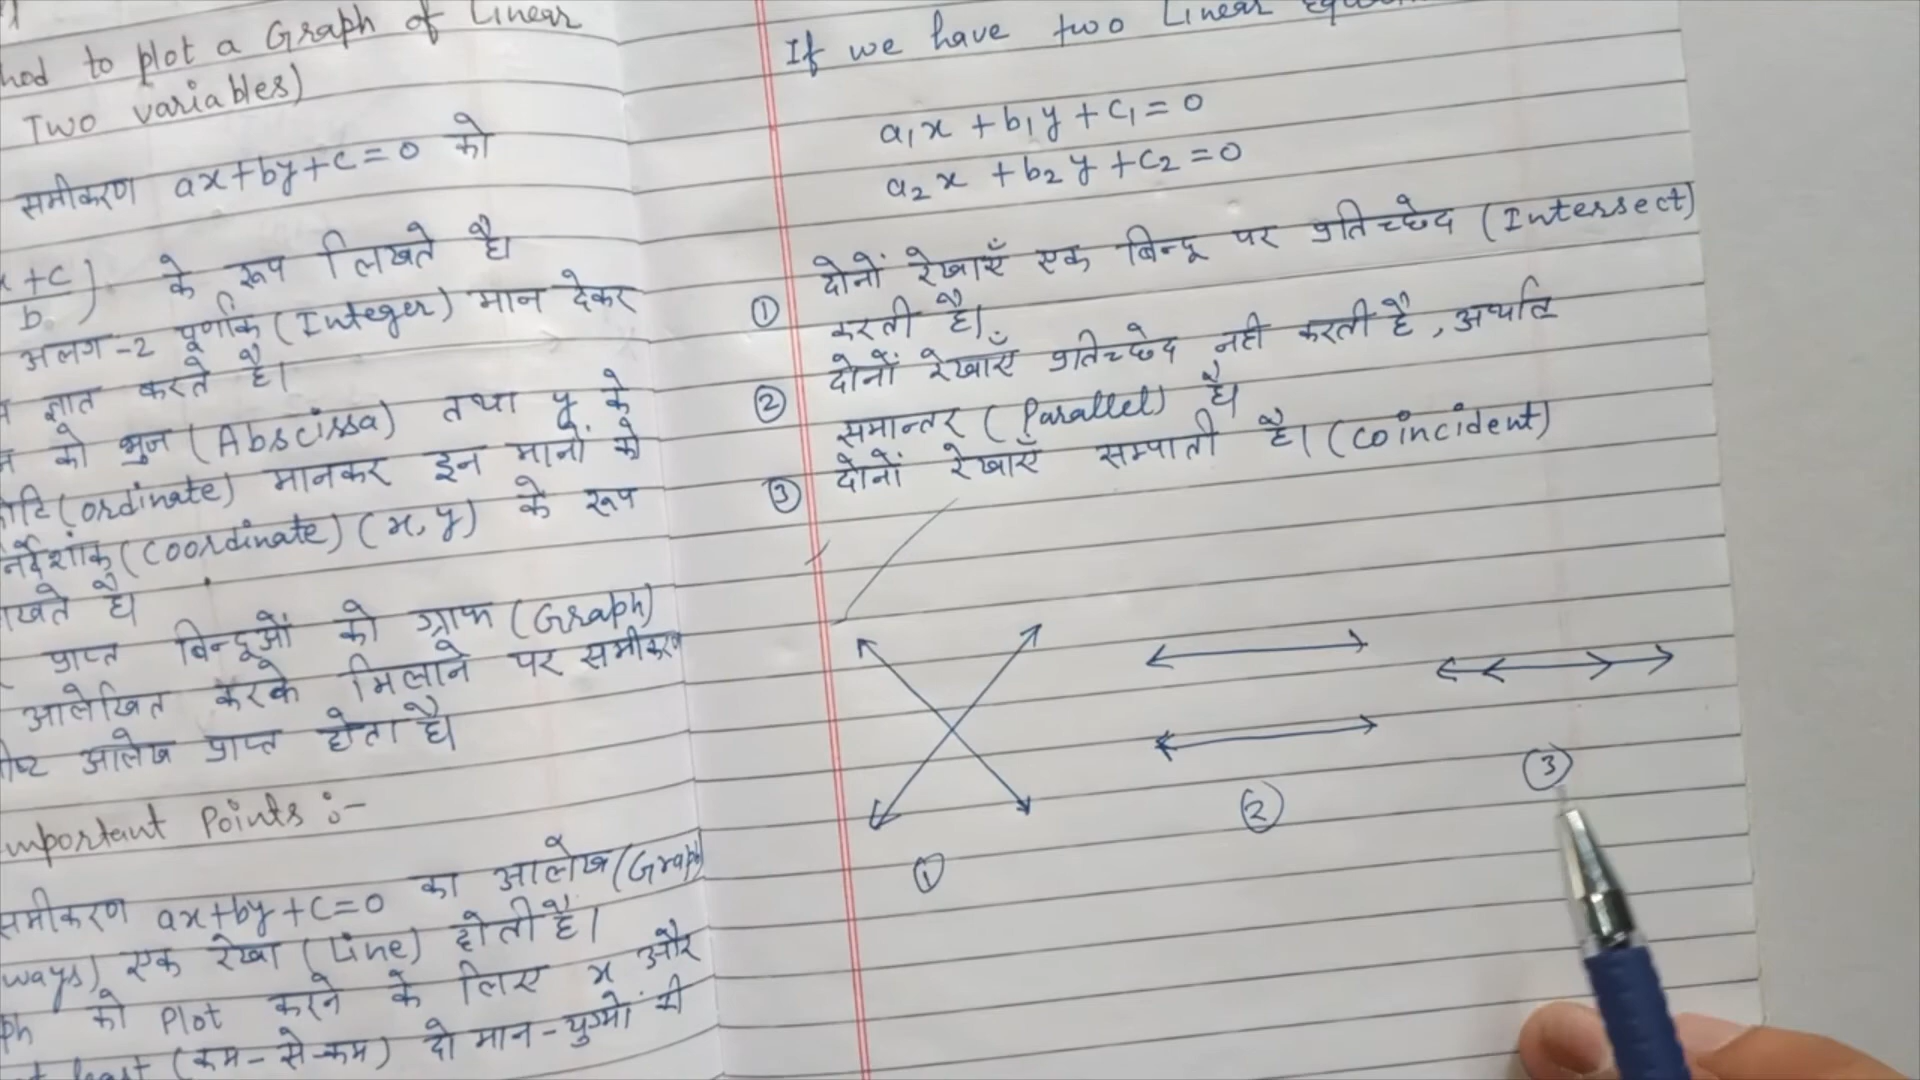 to plot a Graph of Linear
Two variables)
समीकरण ax+by+c=0 को
+c
b
) के रूप लिखते है।
अलग-2 पूर्णांक (Integer) मान देकर
ज्ञात करते है।
को भुज (Abscissa) तथा y के
(ordinate) मानकर इन मानों को
(Coordinate) (x, y) के रूप
है।
प्राप्त बिन्दूओं को ग्राफ (Graph)
आलेखित करके मिलाने पर समीकरण
आलेख प्राप्त होता है।
Points :-
समीकरण ax+by+c=0 का आलेख (Graph
एक रेखा (Line) होती है।
को Plot करने के लिए x और
(कम-से-कम) दो मान-युग्मों
If we have two Linear
a₁x + b₁y + c₁ = 0
a₂x + b₂y + c₂ = 0
① दोनों रेखाएँ एक बिन्दू पर प्रतिच्छेद (Intersect)
करती है।
② दोनों रेखाएँ प्रतिच्छेद नही करती है, अर्थात
समान्तर (Parallel) है।
③ दोनों रेखाएँ सम्पाती है। (Coincident)
① ② ③